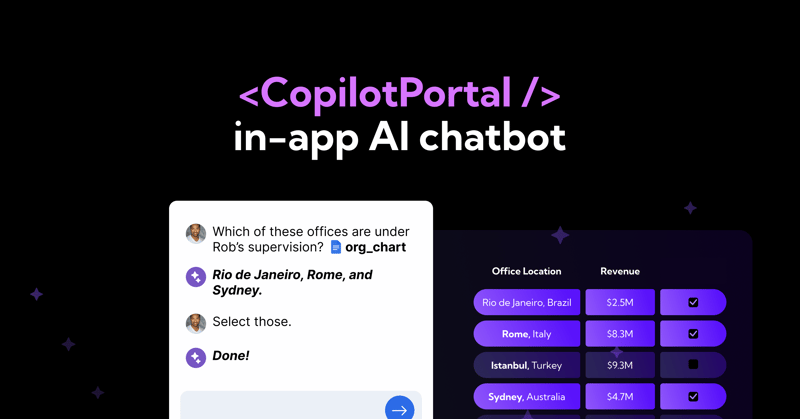 <CopilotPortal />
in-app AI chatbot
Which of these offices are under
Rob's supervision? org_chart
Rio de Janeiro, Rome, and
Sydney.
Select those.
Done!
Office Location Revenue
Rio de Janeiro, Brazil $2.5M
Rome, Italy $8.3M
Istanbul, Turkey $9.3M
Sydney, Australia $4.7M